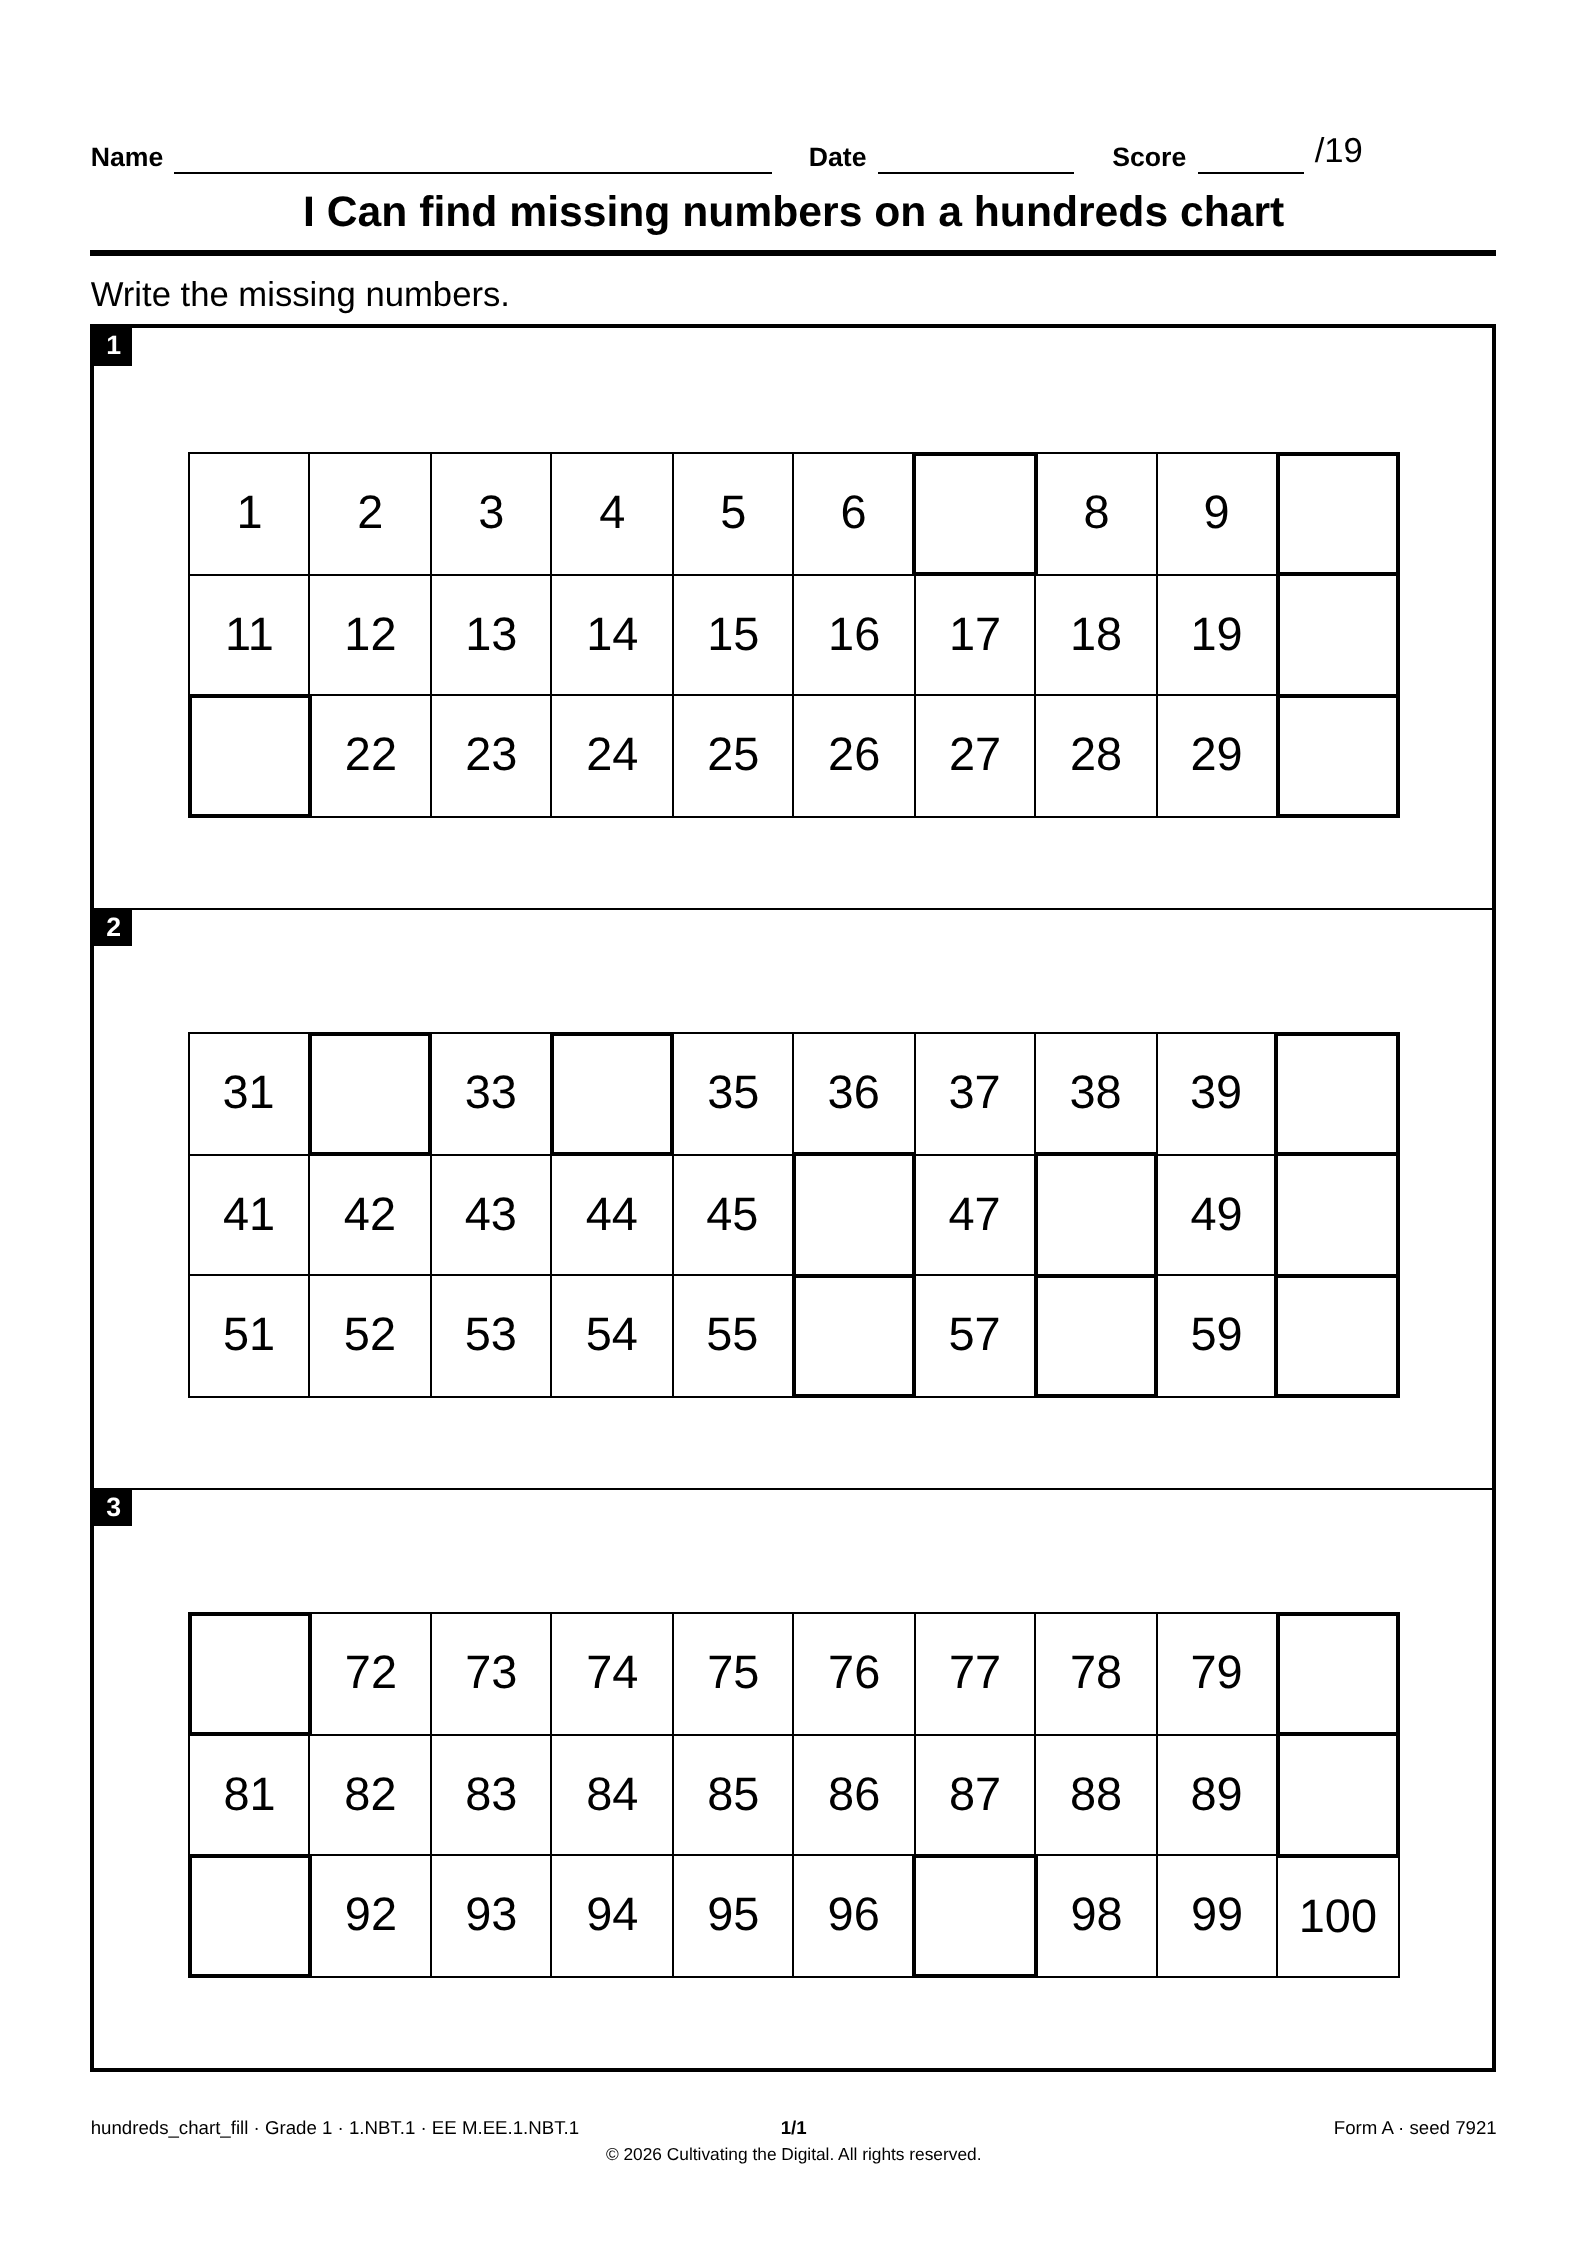 Name Date Score /19
I Can find missing numbers on a hundreds chart
Write the missing numbers.
1
1 2 3 4 5 6 8 9
11 12 13 14 15 16 17 18 19
22 23 24 25 26 27 28 29
2
31 33 35 36 37 38 39
41 42 43 44 45 47 49
51 52 53 54 55 57 59
3
72 73 74 75 76 77 78 79
81 82 83 84 85 86 87 88 89
92 93 94 95 96 98 99 100
hundreds_chart_fill · Grade 1 · 1.NBT.1 · EE M.EE.1.NBT.1 1/1 Form A · seed 7921
© 2026 Cultivating the Digital. All rights reserved.